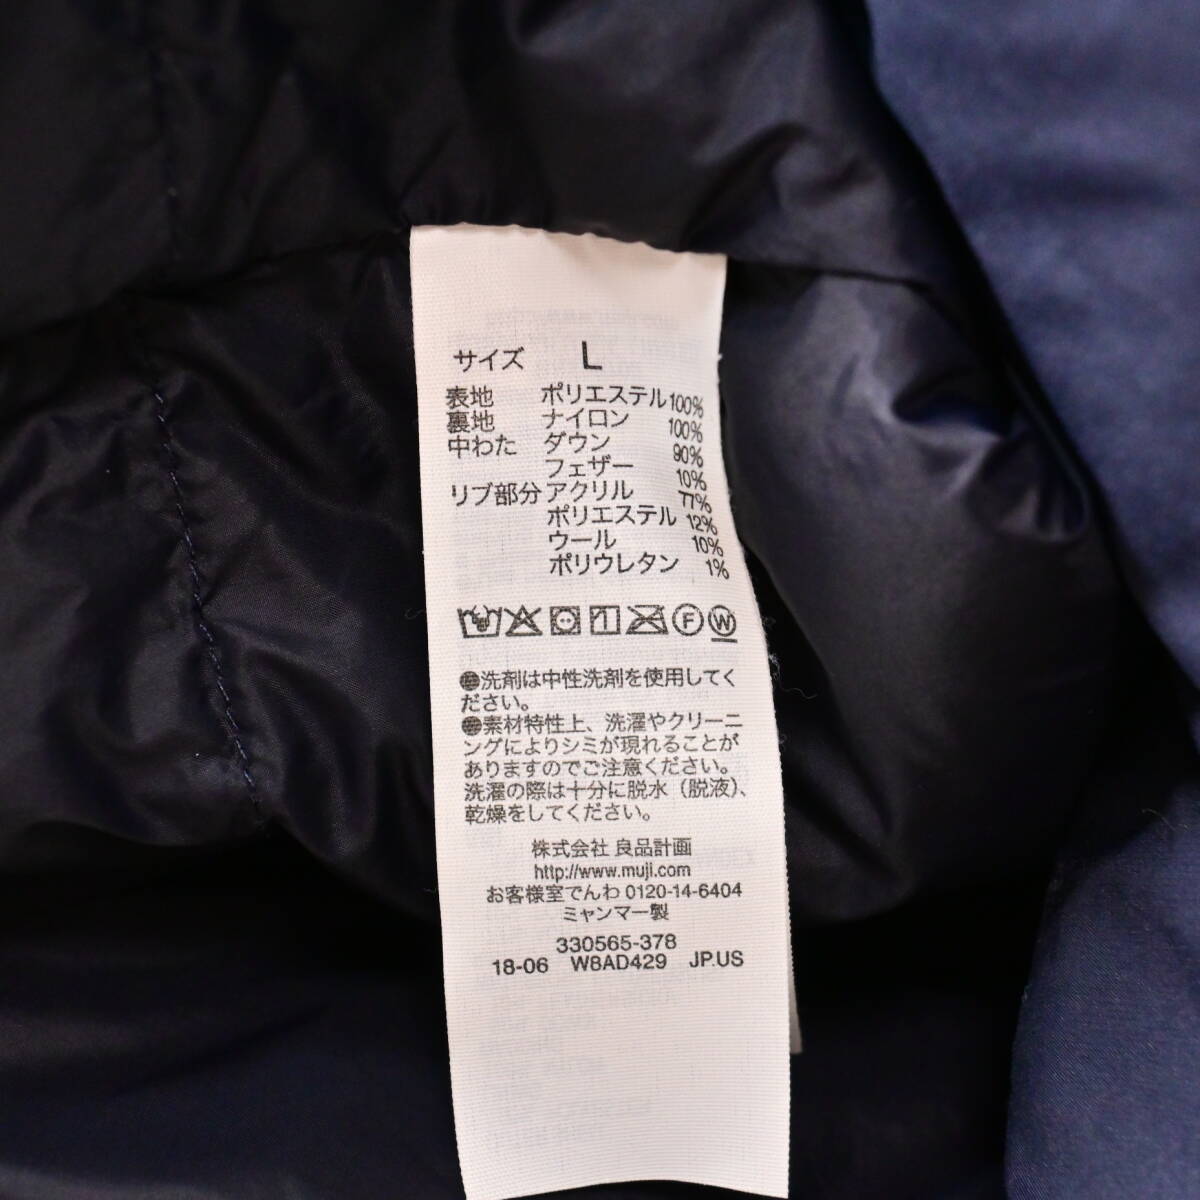 サイズ L
表地 ポリエステル 100%
裏地 ナイロン 100%
中わた ダウン 90%
フェザー 10%
リブ部分 アクリル 77%
ポリエステル 12%
ウール 10%
ポリウレタン 1%
1 F W
●洗剤は中性洗剤を使用してく
ださい。
●素材特性上、洗濯やクリーニ
ングによりシミが現れることが
ありますのでご注意ください。
洗濯の際は十分に脱水（脱液）、
乾燥をしてください。
株式会社 良品計画
http://www.muji.com
お客様室でんわ 0120-14-6404
ミャンマー製
330565-378
18-06 W8AD429 JP.US